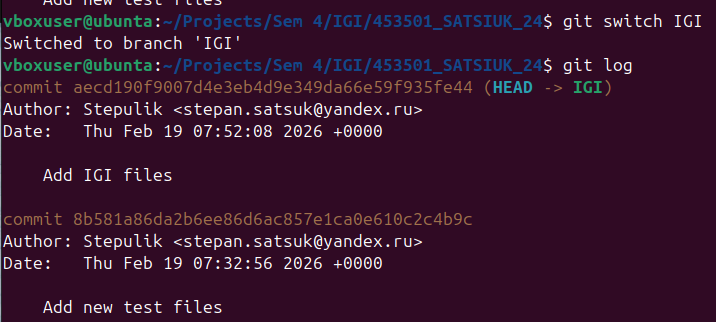 Add new test files
vboxuser@ubuntu:~/Projects/Sem 4/IGI/453501_SATSIUK_24$ git switch IGI
Switched to branch 'IGI'
vboxuser@ubuntu:~/Projects/Sem 4/IGI/453501_SATSIUK_24$ git log
commit aecd190f9007d4e3eb4d9e349da66e59f935fe44 (HEAD -> IGI)
Author: Stepulik <stepan.satsuk@yandex.ru>
Date:   Thu Feb 19 07:52:08 2026 +0000
Add IGI files
commit 8b581a86da2b6ee86d6ac857e1ca0e610c2c4b9c
Author: Stepulik <stepan.satsuk@yandex.ru>
Date:   Thu Feb 19 07:32:56 2026 +0000
Add new test files